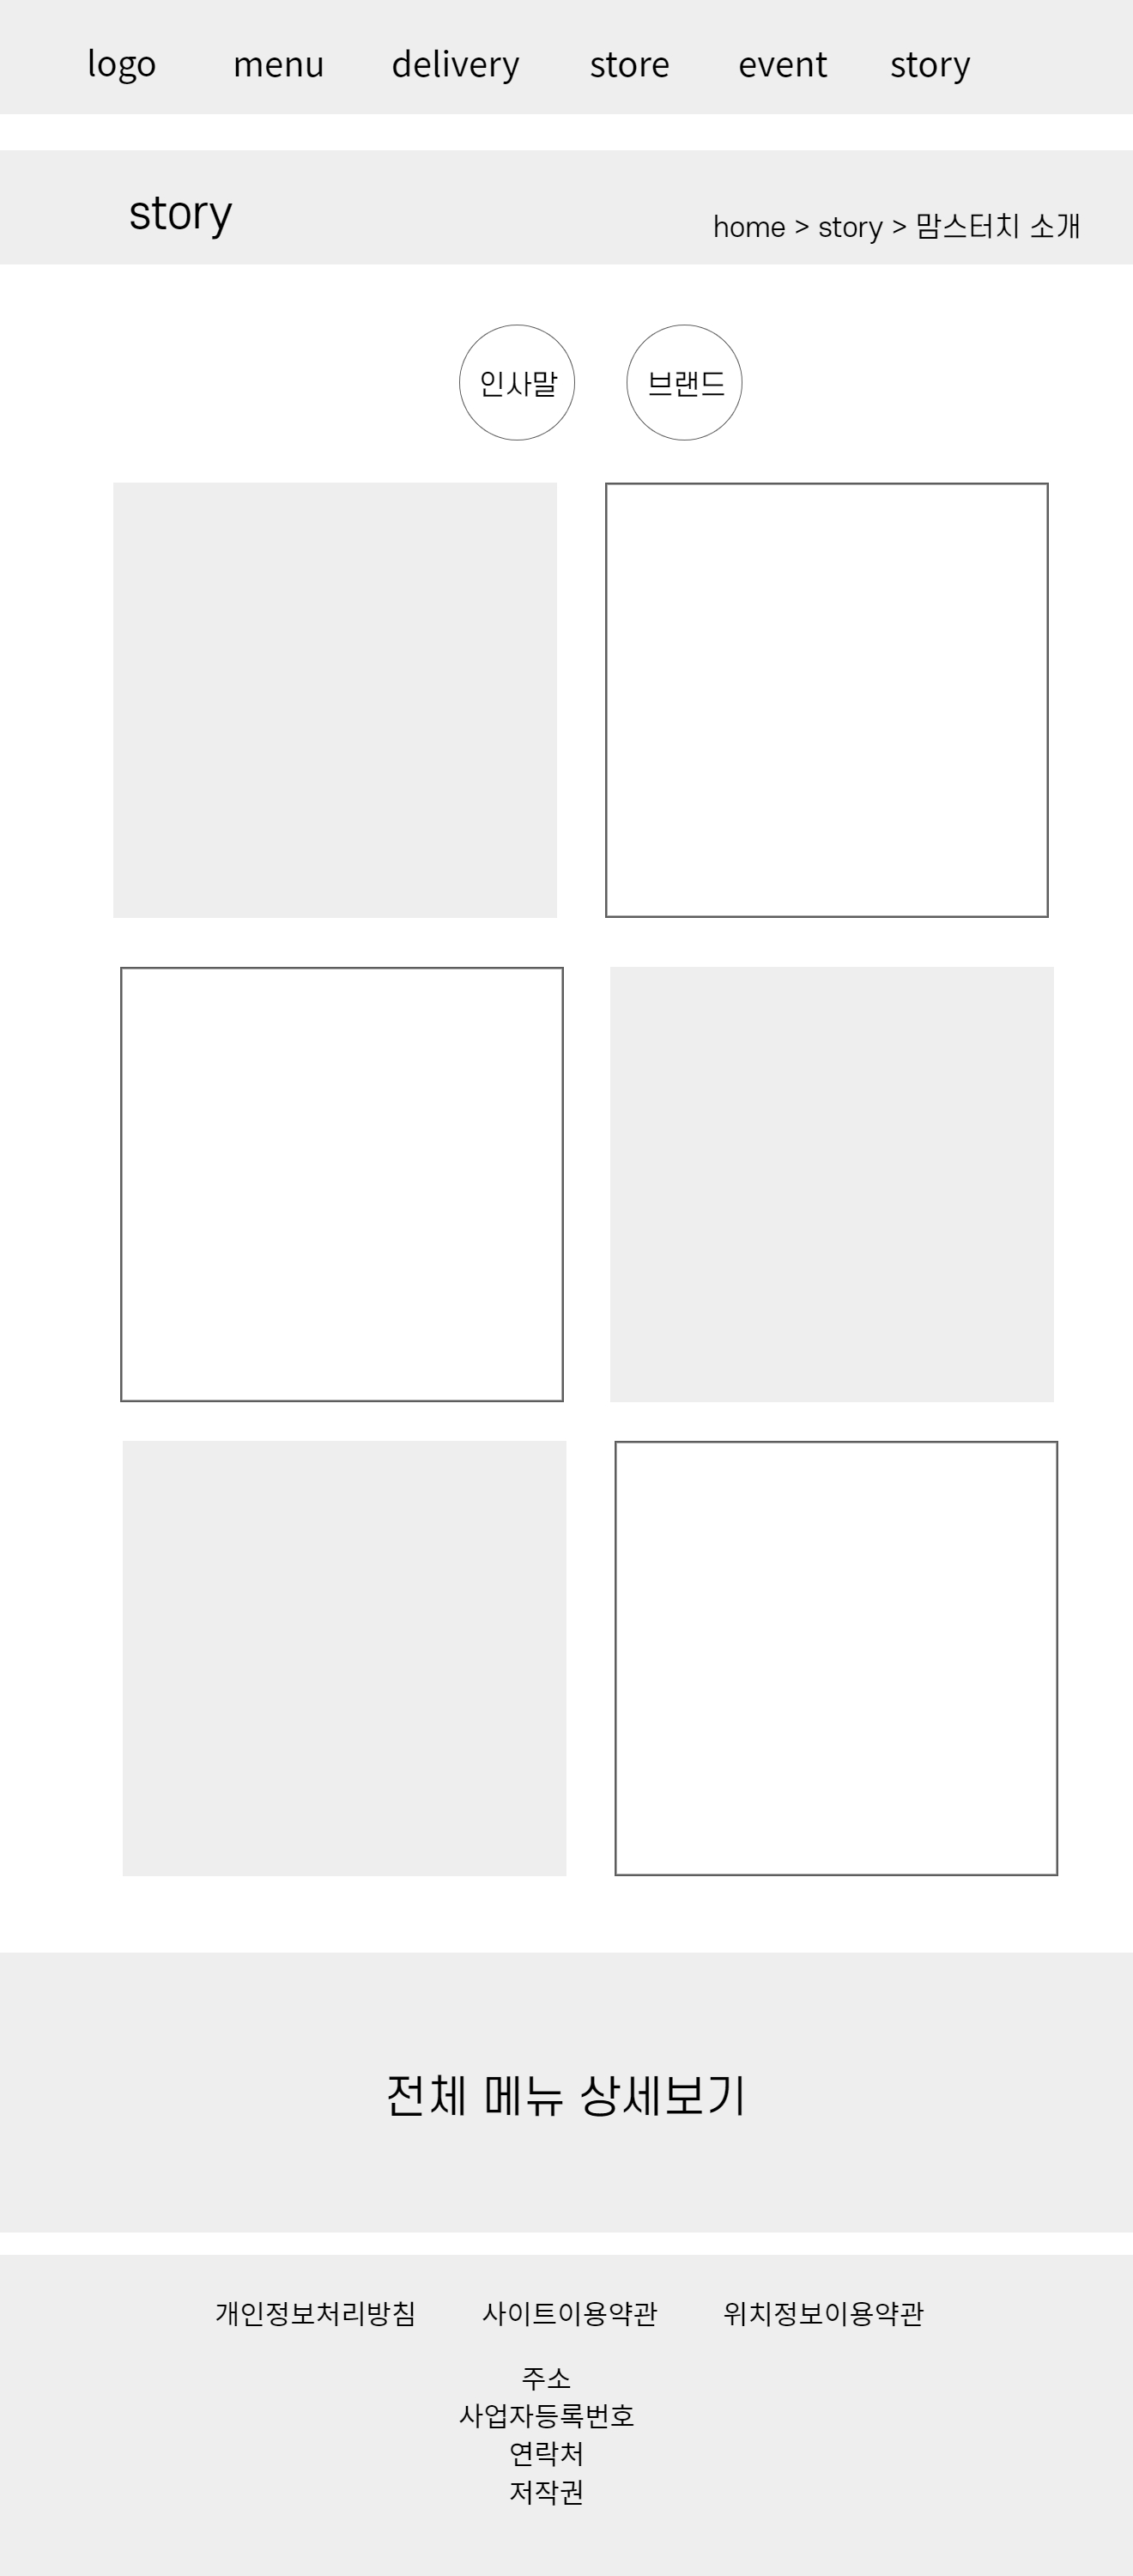 logo menu delivery store event story
story
home > story > 맘스터치 소개
인사말 브랜드
전체 메뉴 상세보기
개인정보처리방침 사이트이용약관 위치정보이용약관
주소
사업자등록번호
연락처
저작권